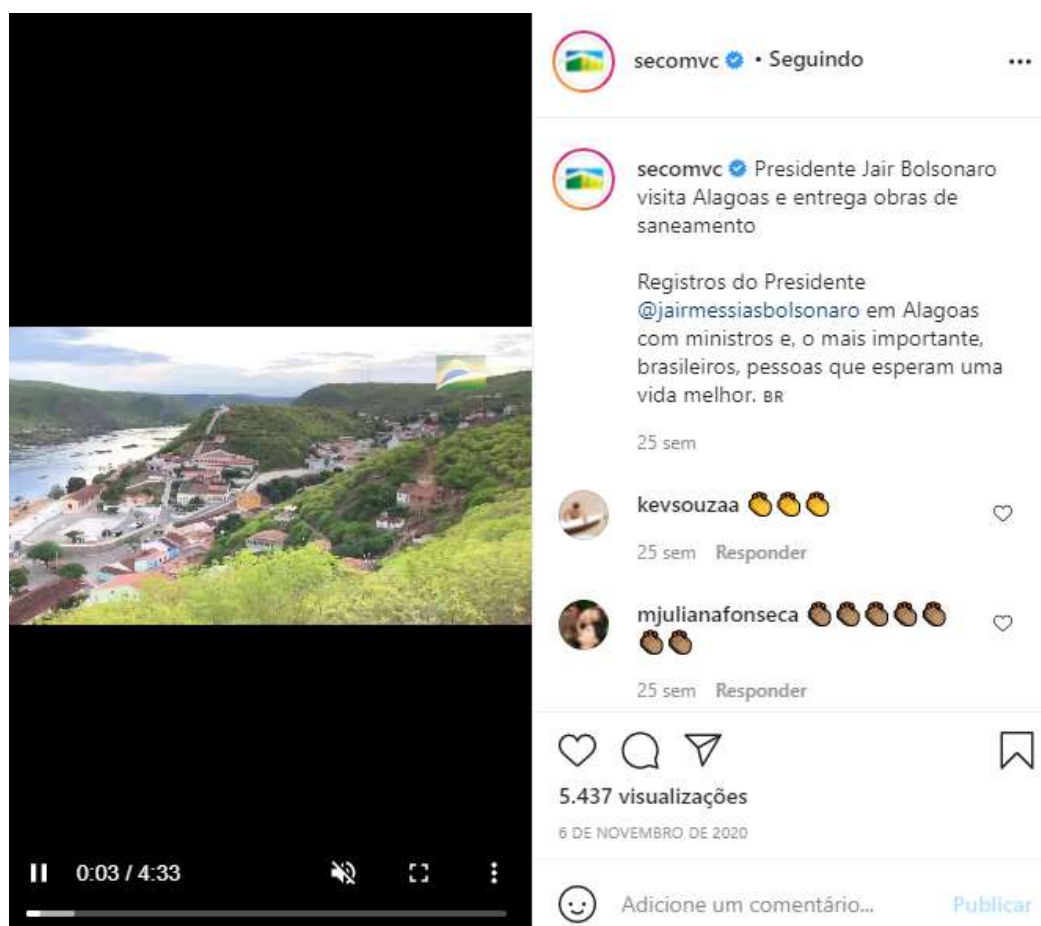 secomvc • Seguindo
secomvc Presidente Jair Bolsonaro
visita Alagoas e entrega obras de
saneamento
Registros do Presidente
@jairmessiasbolsonaro em Alagoas
com ministros e, o mais importante,
brasileiros, pessoas que esperam uma
vida melhor. BR
25 sem
kevsouzaa 👏👏👏
25 sem Responder
mjulianafonseca 👏🏽👏🏽👏🏽👏🏽👏🏽
👏🏽👏🏽
25 sem Responder
5.437 visualizações
6 DE NOVEMBRO DE 2020
0:03 / 4:33
Adicione um comentário... Publicar